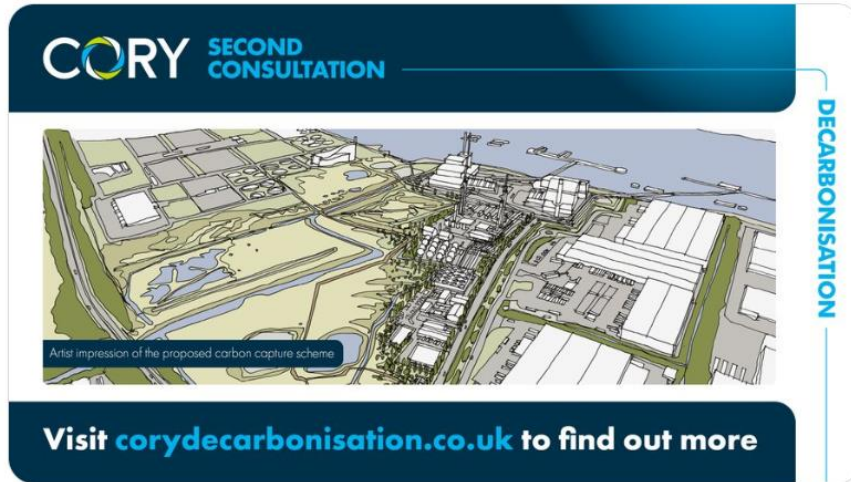 CORY SECOND
CONSULTATION
DECARBONISATION
Artist impression of the proposed carbon capture scheme
Visit corydecarbonisation.co.uk to find out more